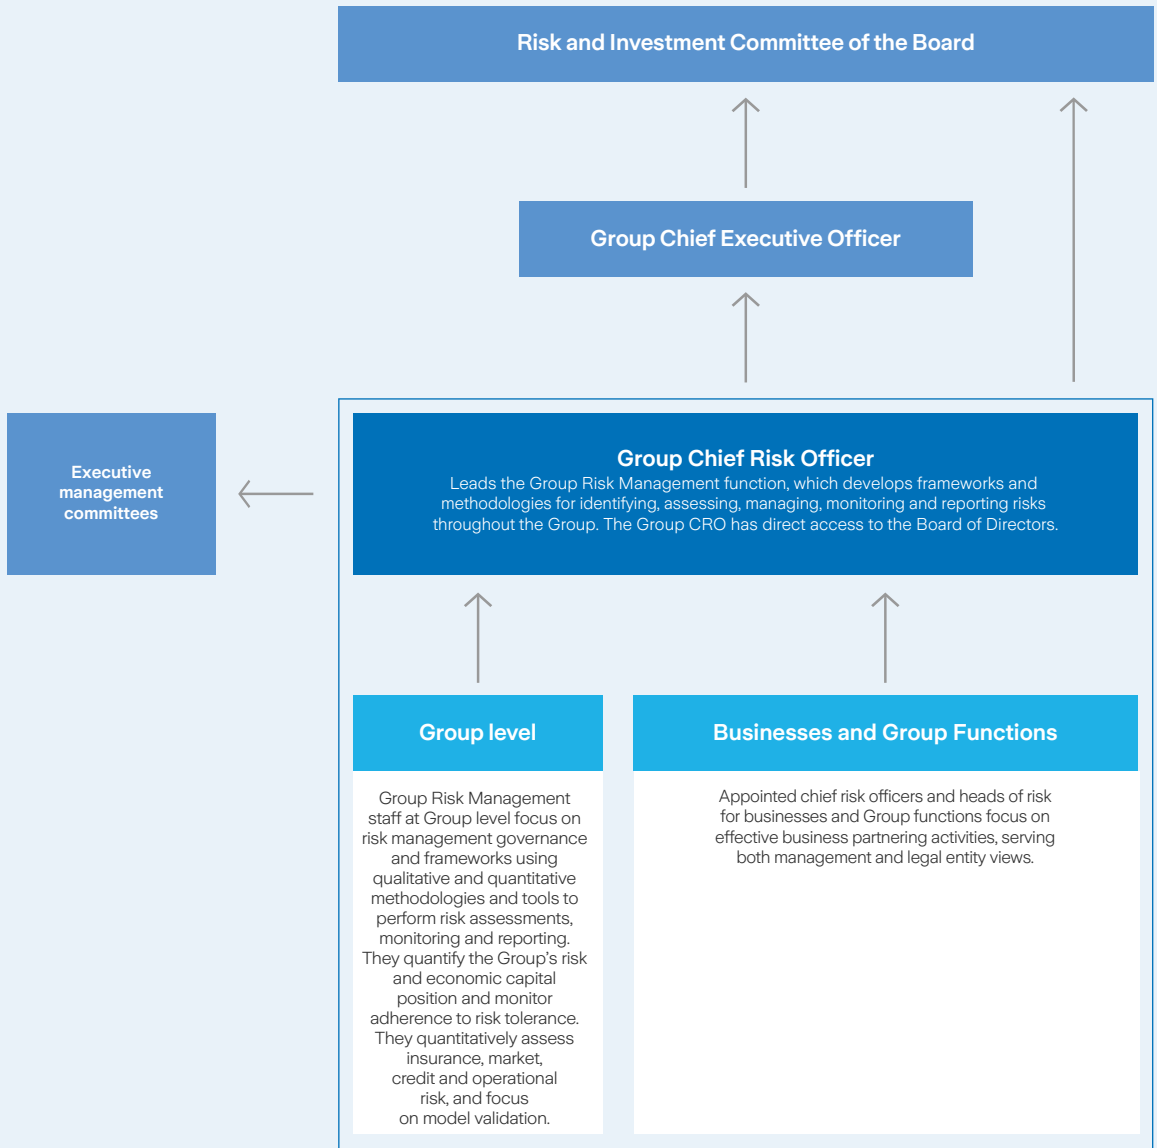 Risk and Investment Committee of the Board
Group Chief Executive Officer
Executive
management
committees
Group Chief Risk Officer
Leads the Group Risk Management function, which develops frameworks and
methodologies for identifying, assessing, managing, monitoring and reporting risks
throughout the Group. The Group CRO has direct access to the Board of Directors.
Group level
Group Risk Management
staff at Group level focus on
risk management governance
and frameworks using
qualitative and quantitative
methodologies and tools to
perform risk assessments,
monitoring and reporting.
They quantify the Group's risk
and economic capital
position and monitor
adherence to risk tolerance.
They quantitatively assess
insurance, market,
credit and operational
risk, and focus
on model validation.
Businesses and Group Functions
Appointed chief risk officers and heads of risk
for businesses and Group functions focus on
effective business partnering activities, serving
both management and legal entity views.